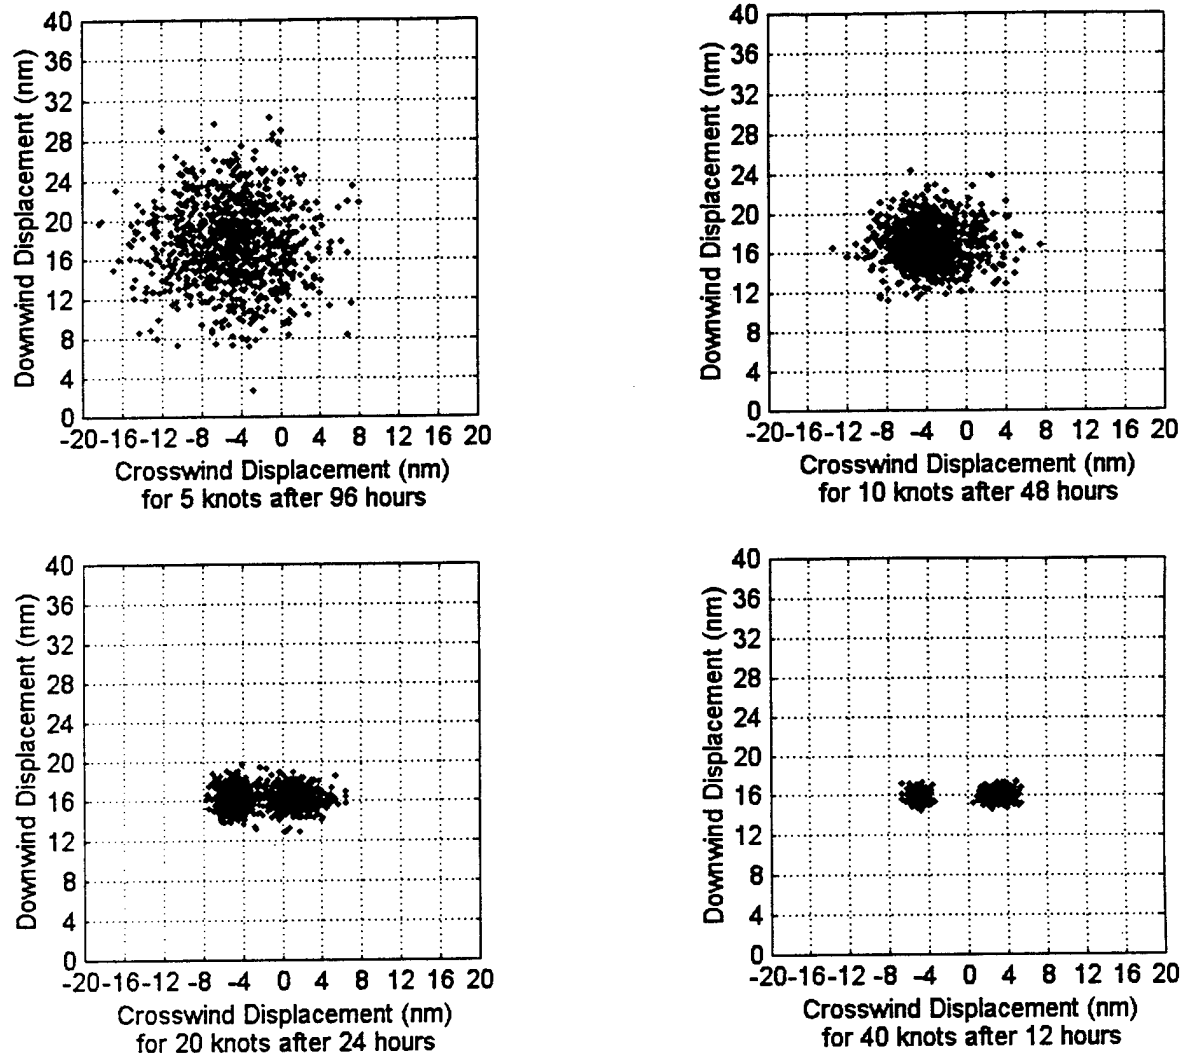 40
36
32
28
24
20
16
12
8
4
0
Downwind Displacement (nm)
-20-16-12 -8 -4 0 4 8 12 16 20
Crosswind Displacement (nm)
for 5 knots after 96 hours
40
36
32
28
24
20
16
12
8
4
0
Downwind Displacement (nm)
-20-16-12 -8 -4 0 4 8 12 16 20
Crosswind Displacement (nm)
for 10 knots after 48 hours
40
36
32
28
24
20
16
12
8
4
0
Downwind Displacement (nm)
-20-16-12 -8 -4 0 4 8 12 16 20
Crosswind Displacement (nm)
for 20 knots after 24 hours
40
36
32
28
24
20
16
12
8
4
0
Downwind Displacement (nm)
-20-16-12 -8 -4 0 4 8 12 16 20
Crosswind Displacement (nm)
for 40 knots after 12 hours